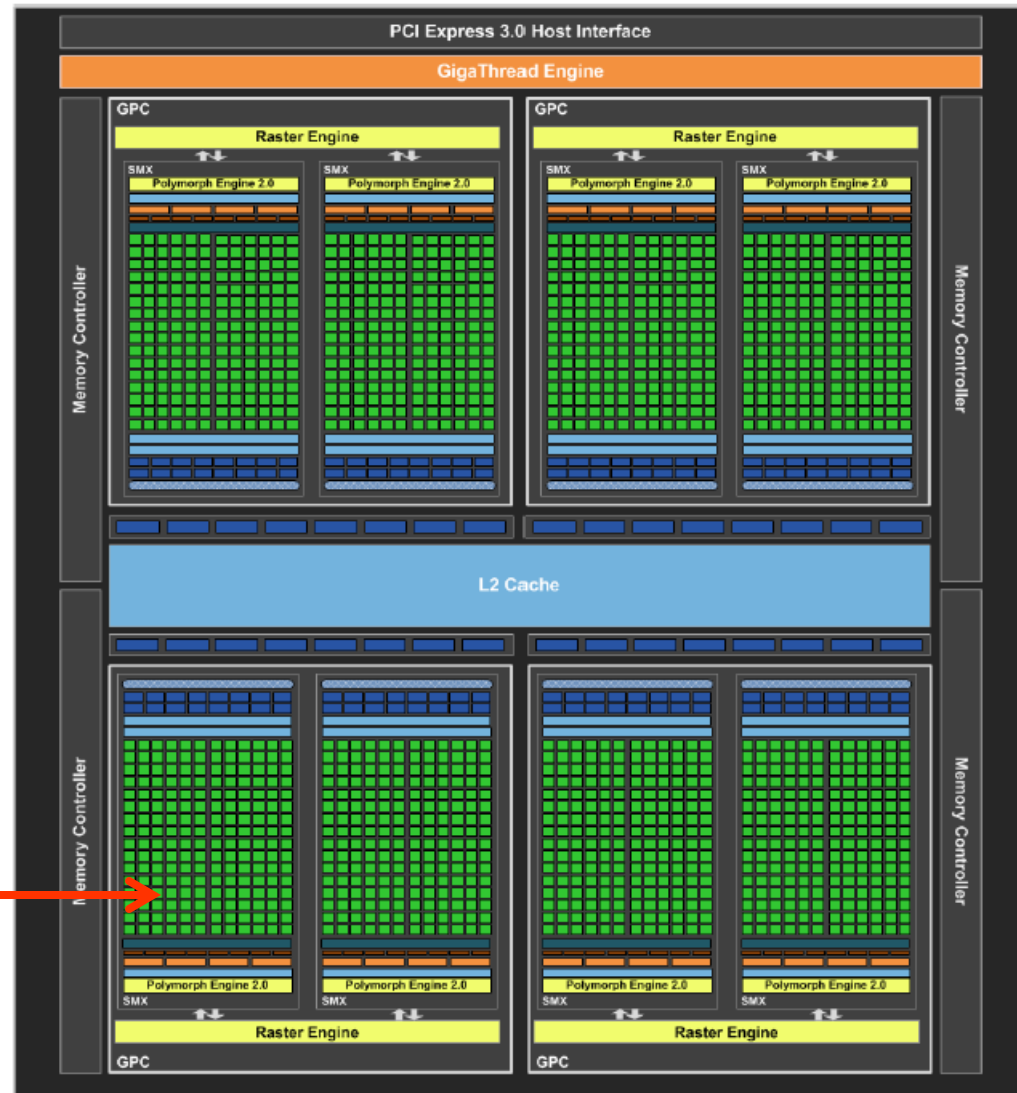 PCI Express 3.0 Host Interface
GigaThread Engine
Memory Controller
GPC
Raster Engine
SMX
Polymorph Engine 2.0
SMX
Polymorph Engine 2.0
GPC
Raster Engine
SMX
Polymorph Engine 2.0
SMX
Polymorph Engine 2.0
Memory Controller
L2 Cache
Memory Controller
Polymorph Engine 2.0
SMX
Polymorph Engine 2.0
SMX
Raster Engine
GPC
Polymorph Engine 2.0
SMX
Polymorph Engine 2.0
SMX
Raster Engine
GPC
Memory Controller